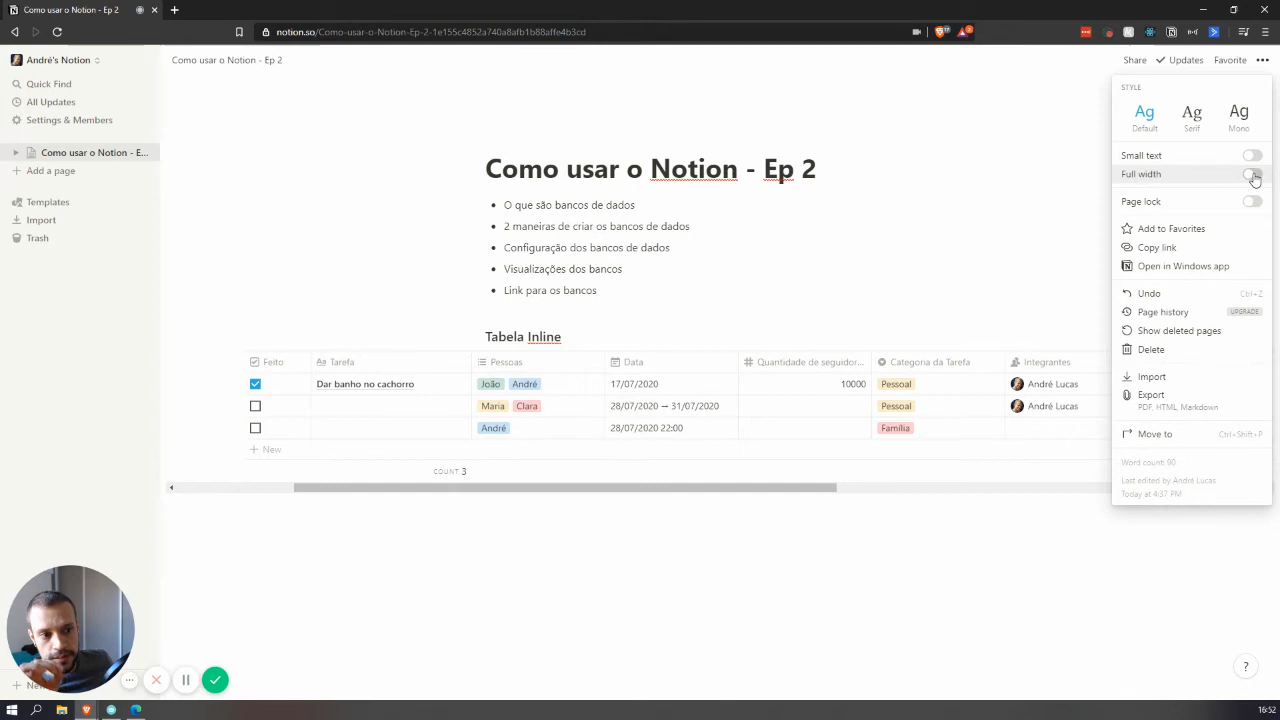 Como usar o Notion - Ep 2
notion.so/Como-usar-o-Notion-Ep-2-1e155c4852a740a8afb1b88afe4b3cd
André's Notion
Share
Updates
Favorite
Como usar o Notion - Ep 2
Quick Find
All Updates
Settings & Members
Como usar o Notion - E...
Add a page
Templates
Import
Trash
Como usar o Notion - Ep 2
• O que são bancos de dados
• 2 maneiras de criar os bancos de dados
• Configuração dos bancos de dados
• Visualizações dos bancos
• Link para os bancos
Tabela Inline
Feito Aa Tarefa Pessoas Data # Quantidade de seguidor... Categoria da Tarefa Integrantes
Dar banho no cachorro João André 17/07/2020 10000 Pessoal André Lucas
Maria Clara 28/07/2020 → 31/07/2020 Pessoal André Lucas
André 28/07/2020 22:00 Família
+ New
COUNT 3
STYLE
Ag Ag Ag
Default Serif Mono
Small text
Full width
Page lock
Add to Favorites
Copy link
Open in Windows app
Undo Ctrl+Z
Page history UPGRADE
Show deleted pages
Delete
Import
Export
PDF, HTML, Markdown
Move to Ctrl+Shift+P
Word count: 90
Last edited by André Lucas
Today at 4:37 PM
?
16:52